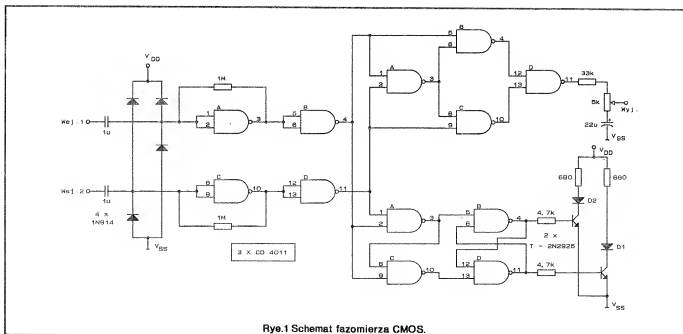 V DD
1M
A
1
2
3
B
5
6
4
Wej.1
1u
Wej.2
1u
C
8
9
10
D
12
13
11
1M
4 x
1N914
V SS
3 X CD 4011
B
5
6
4
A
1
2
3
C
8
9
10
D
12
13
11
33k
5k
Wyj.
22u
V SS
V DD
680
680
D2
D1
A
1
2
3
B
5
6
4
4,7k
2 x
T - 2N2926
C
8
9
10
D
12
13
11
4,7k
V SS
Rys.1 Schemat fazomierza CMOS.